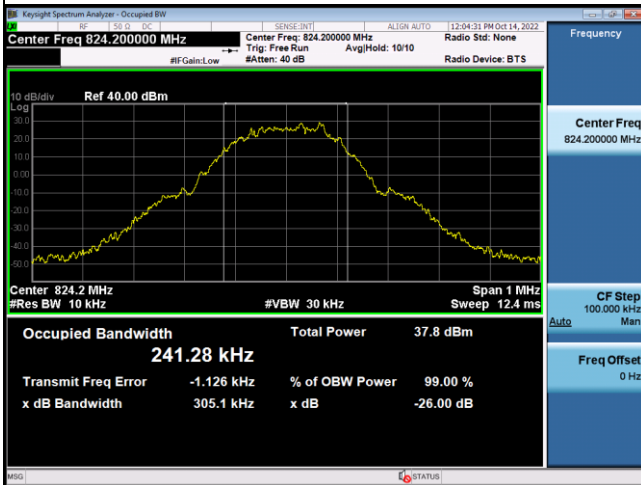 Keysight Spectrum Analyzer - Occupied BW
RF 50 Ω DC SENSE:INT ALIGN AUTO 12:04:31 PM Oct 14, 2022
Center Freq 824.200000 MHz
Center Freq: 824.200000 MHz
Radio Std: None
Trig: Free Run Avg|Hold: 10/10
#IFGain:Low #Atten: 40 dB Radio Device: BTS
10 dB/div Ref 40.00 dBm
Log
30.0
20.0
10.0
0.00
-10.0
-20.0
-30.0
-40.0
-50.0
Center 824.2 MHz Span 1 MHz
#Res BW 10 kHz #VBW 30 kHz Sweep 12.4 ms
Occupied Bandwidth Total Power 37.8 dBm
241.28 kHz
Transmit Freq Error -1.126 kHz % of OBW Power 99.00 %
x dB Bandwidth 305.1 kHz x dB -26.00 dB
MSG STATUS
Frequency
Center Freq
824.200000 MHz
CF Step
100.000 kHz
Auto Man
Freq Offset
0 Hz